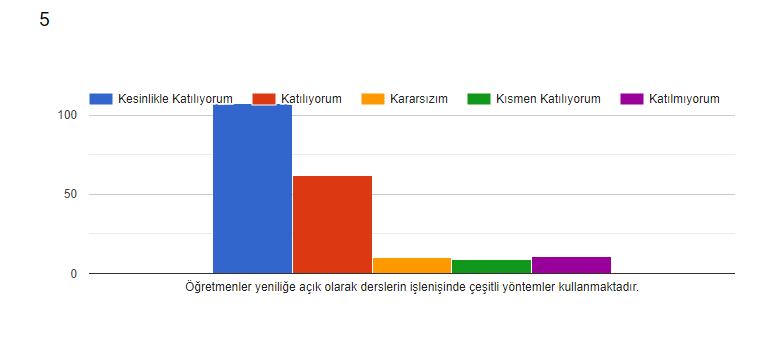 5
Kesinlikle Katılıyorum Katılıyorum Kararsızım Kısmen Katılıyorum Katılmıyorum
100
50
0
Öğretmenler yeniliğe açık olarak derslerin işlenişinde çeşitli yöntemler kullanmaktadır.